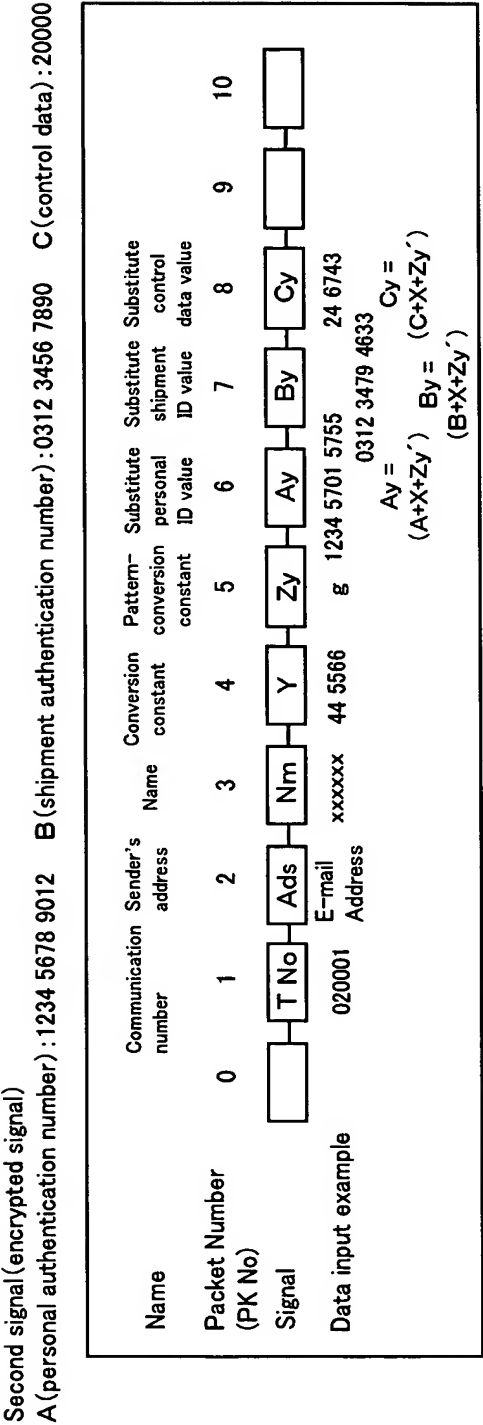 Second signal(encrypted signal)
A(personal authentication number):1234 5678 9012 B(shipment authentication number):0312 3456 7890 C(control data):20000
Name
Communication number
Sender's address
Name
Conversion constant
Pattern-conversion constant
Substitute personal ID value
Substitute shipment ID value
Substitute control data value
Packet Number (PK No)
0 1 2 3 4 5 6 7 8 9 10
Signal
T No Ads Nm Y Zy Ay By Cy
Data input example
020001
E-mail Address
xxxxxx
44 5566
g
1234 5701 5755
0312 3479 4633
24 6743
Ay = (A+X+Zy´)
By = (B+X+Zy´)
Cy = (C+X+Zy´)